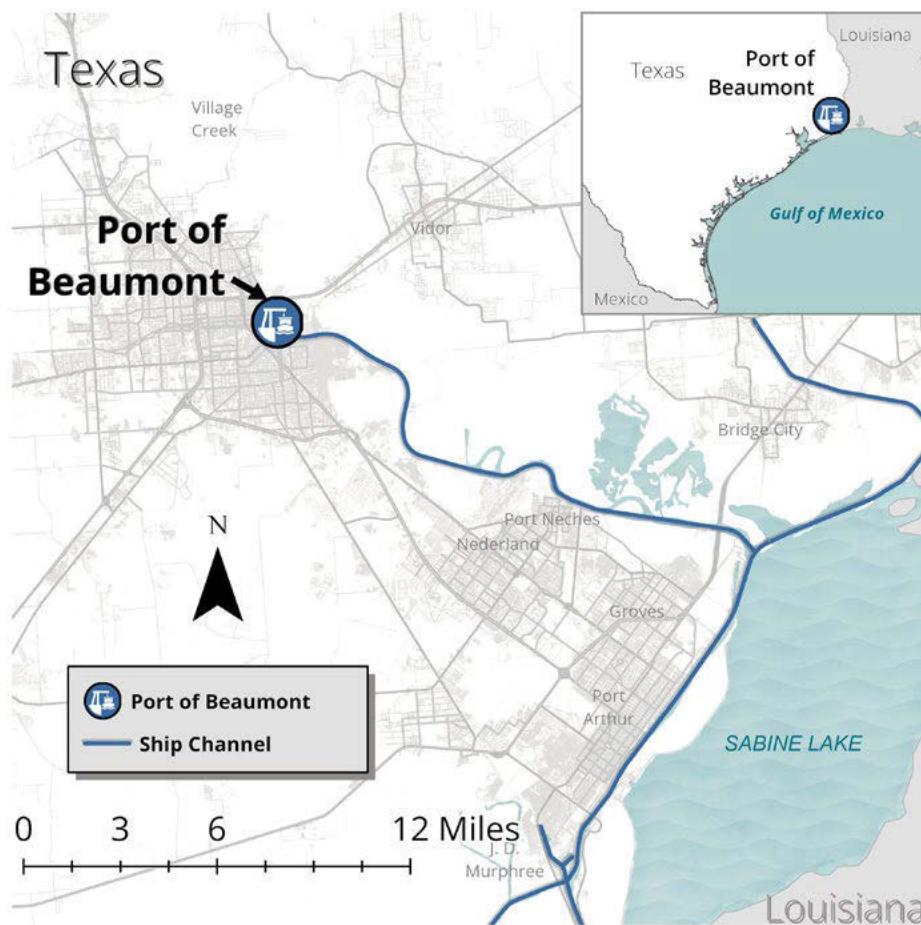 Texas
Village
Creek
Port of
Beaumont
Vidor
Louisiana
Texas
Port of
Beaumont
Gulf of Mexico
Mexico
Bridge City
Port Neches
Nederland
Groves
Port
Arthur
N
Port of Beaumont
Ship Channel
SABINE LAKE
0 3 6 12 Miles
J. D.
Murphree
Louisiana